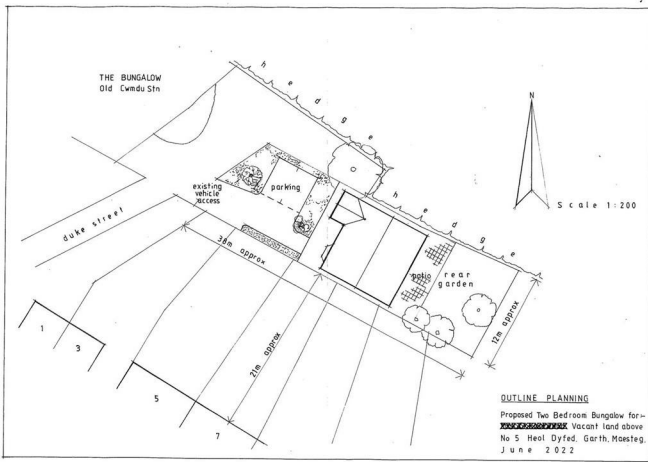 THE BUNGALOW
Old Cwmdu Stn
hedge
N
Scale 1:200
existing
vehicle
access
parking
duke street
38m approx
hedge
patio
rear
garden
12m approx
21m approx
1
3
5
7
OUTLINE PLANNING
Proposed Two Bedroom Bungalow for:-
Vacant land above
No 5 Heol Dyfed, Garth, Maesteg,
June 2022